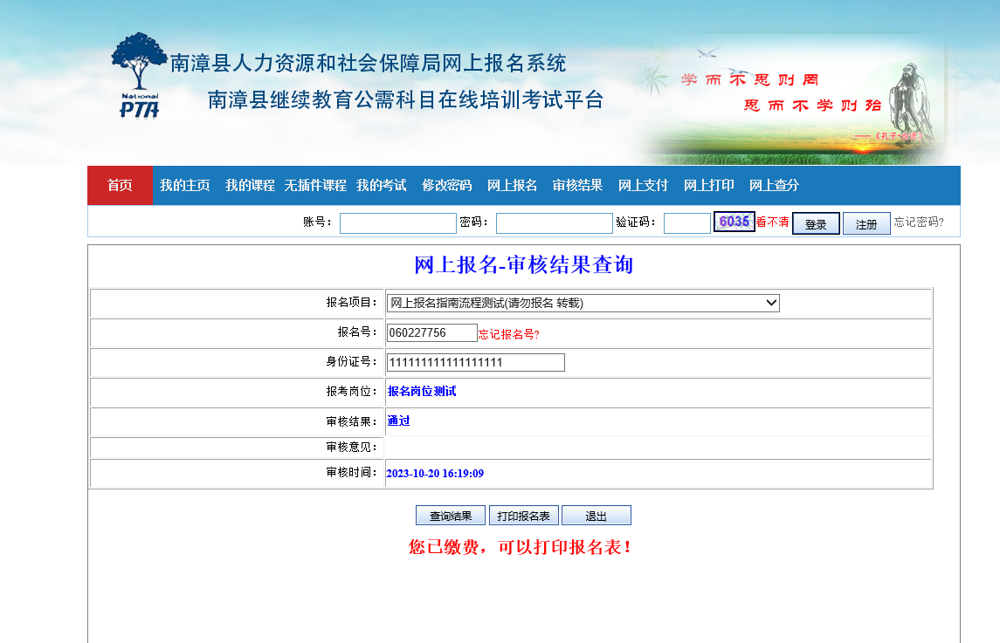 南漳县人力资源和社会保障局网上报名系统
National
PTA
南漳县继续教育公需科目在线培训考试平台
学而不思则罔
思而不学则殆
——《孔子·论语》
首页 我的主页 我的课程 无插件课程 我的考试 修改密码 网上报名 审核结果 网上支付 网上打印 网上查分
账号： 密码： 验证码： 6035 看不清 登录 注册 忘记密码?
网上报名-审核结果查询
报名项目： 网上报名指南流程测试(请勿报名 转载)
报名号： 060227756 忘记报名号?
身份证号： 111111111111111111
报考岗位： 报名岗位测试
审核结果： 通过
审核意见：
审核时间： 2023-10-20 16:19:09
查询结果 打印报名表 退出
您已缴费，可以打印报名表！